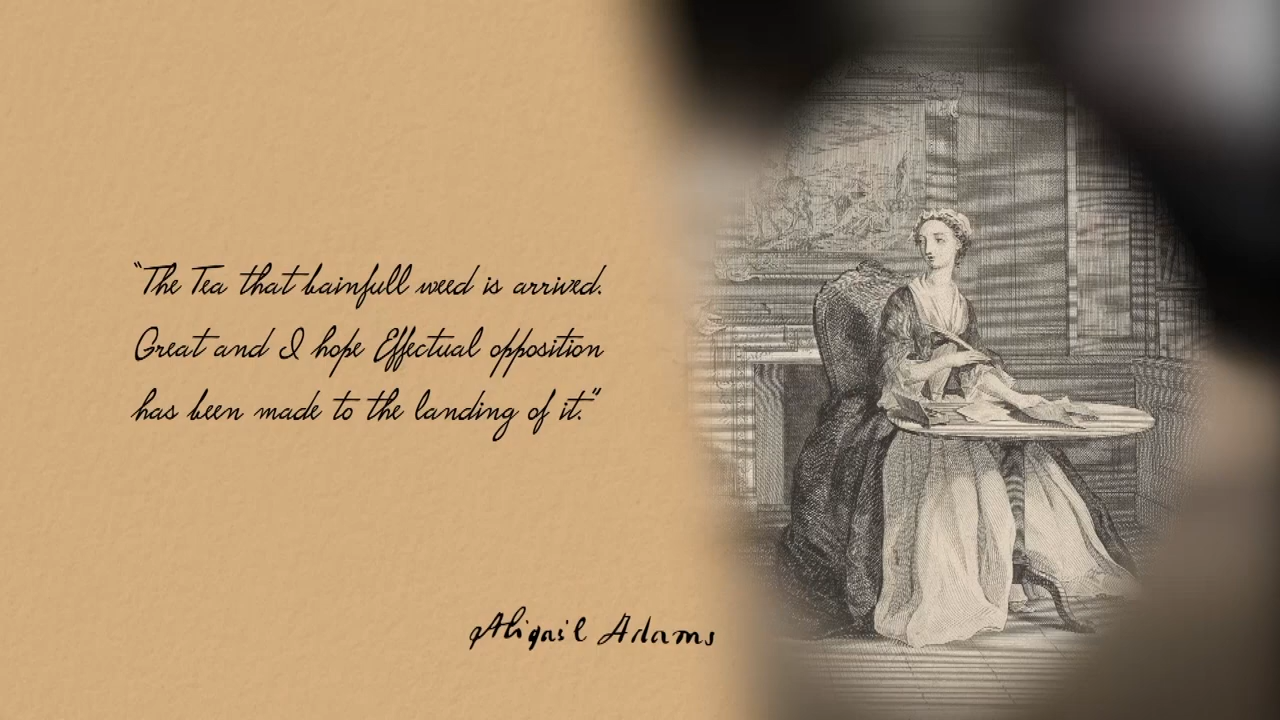 “The Tea that bainfull weed is arrived.
Great and I hope Effectual opposition
has been made to the landing of it.”
Abigail Adams